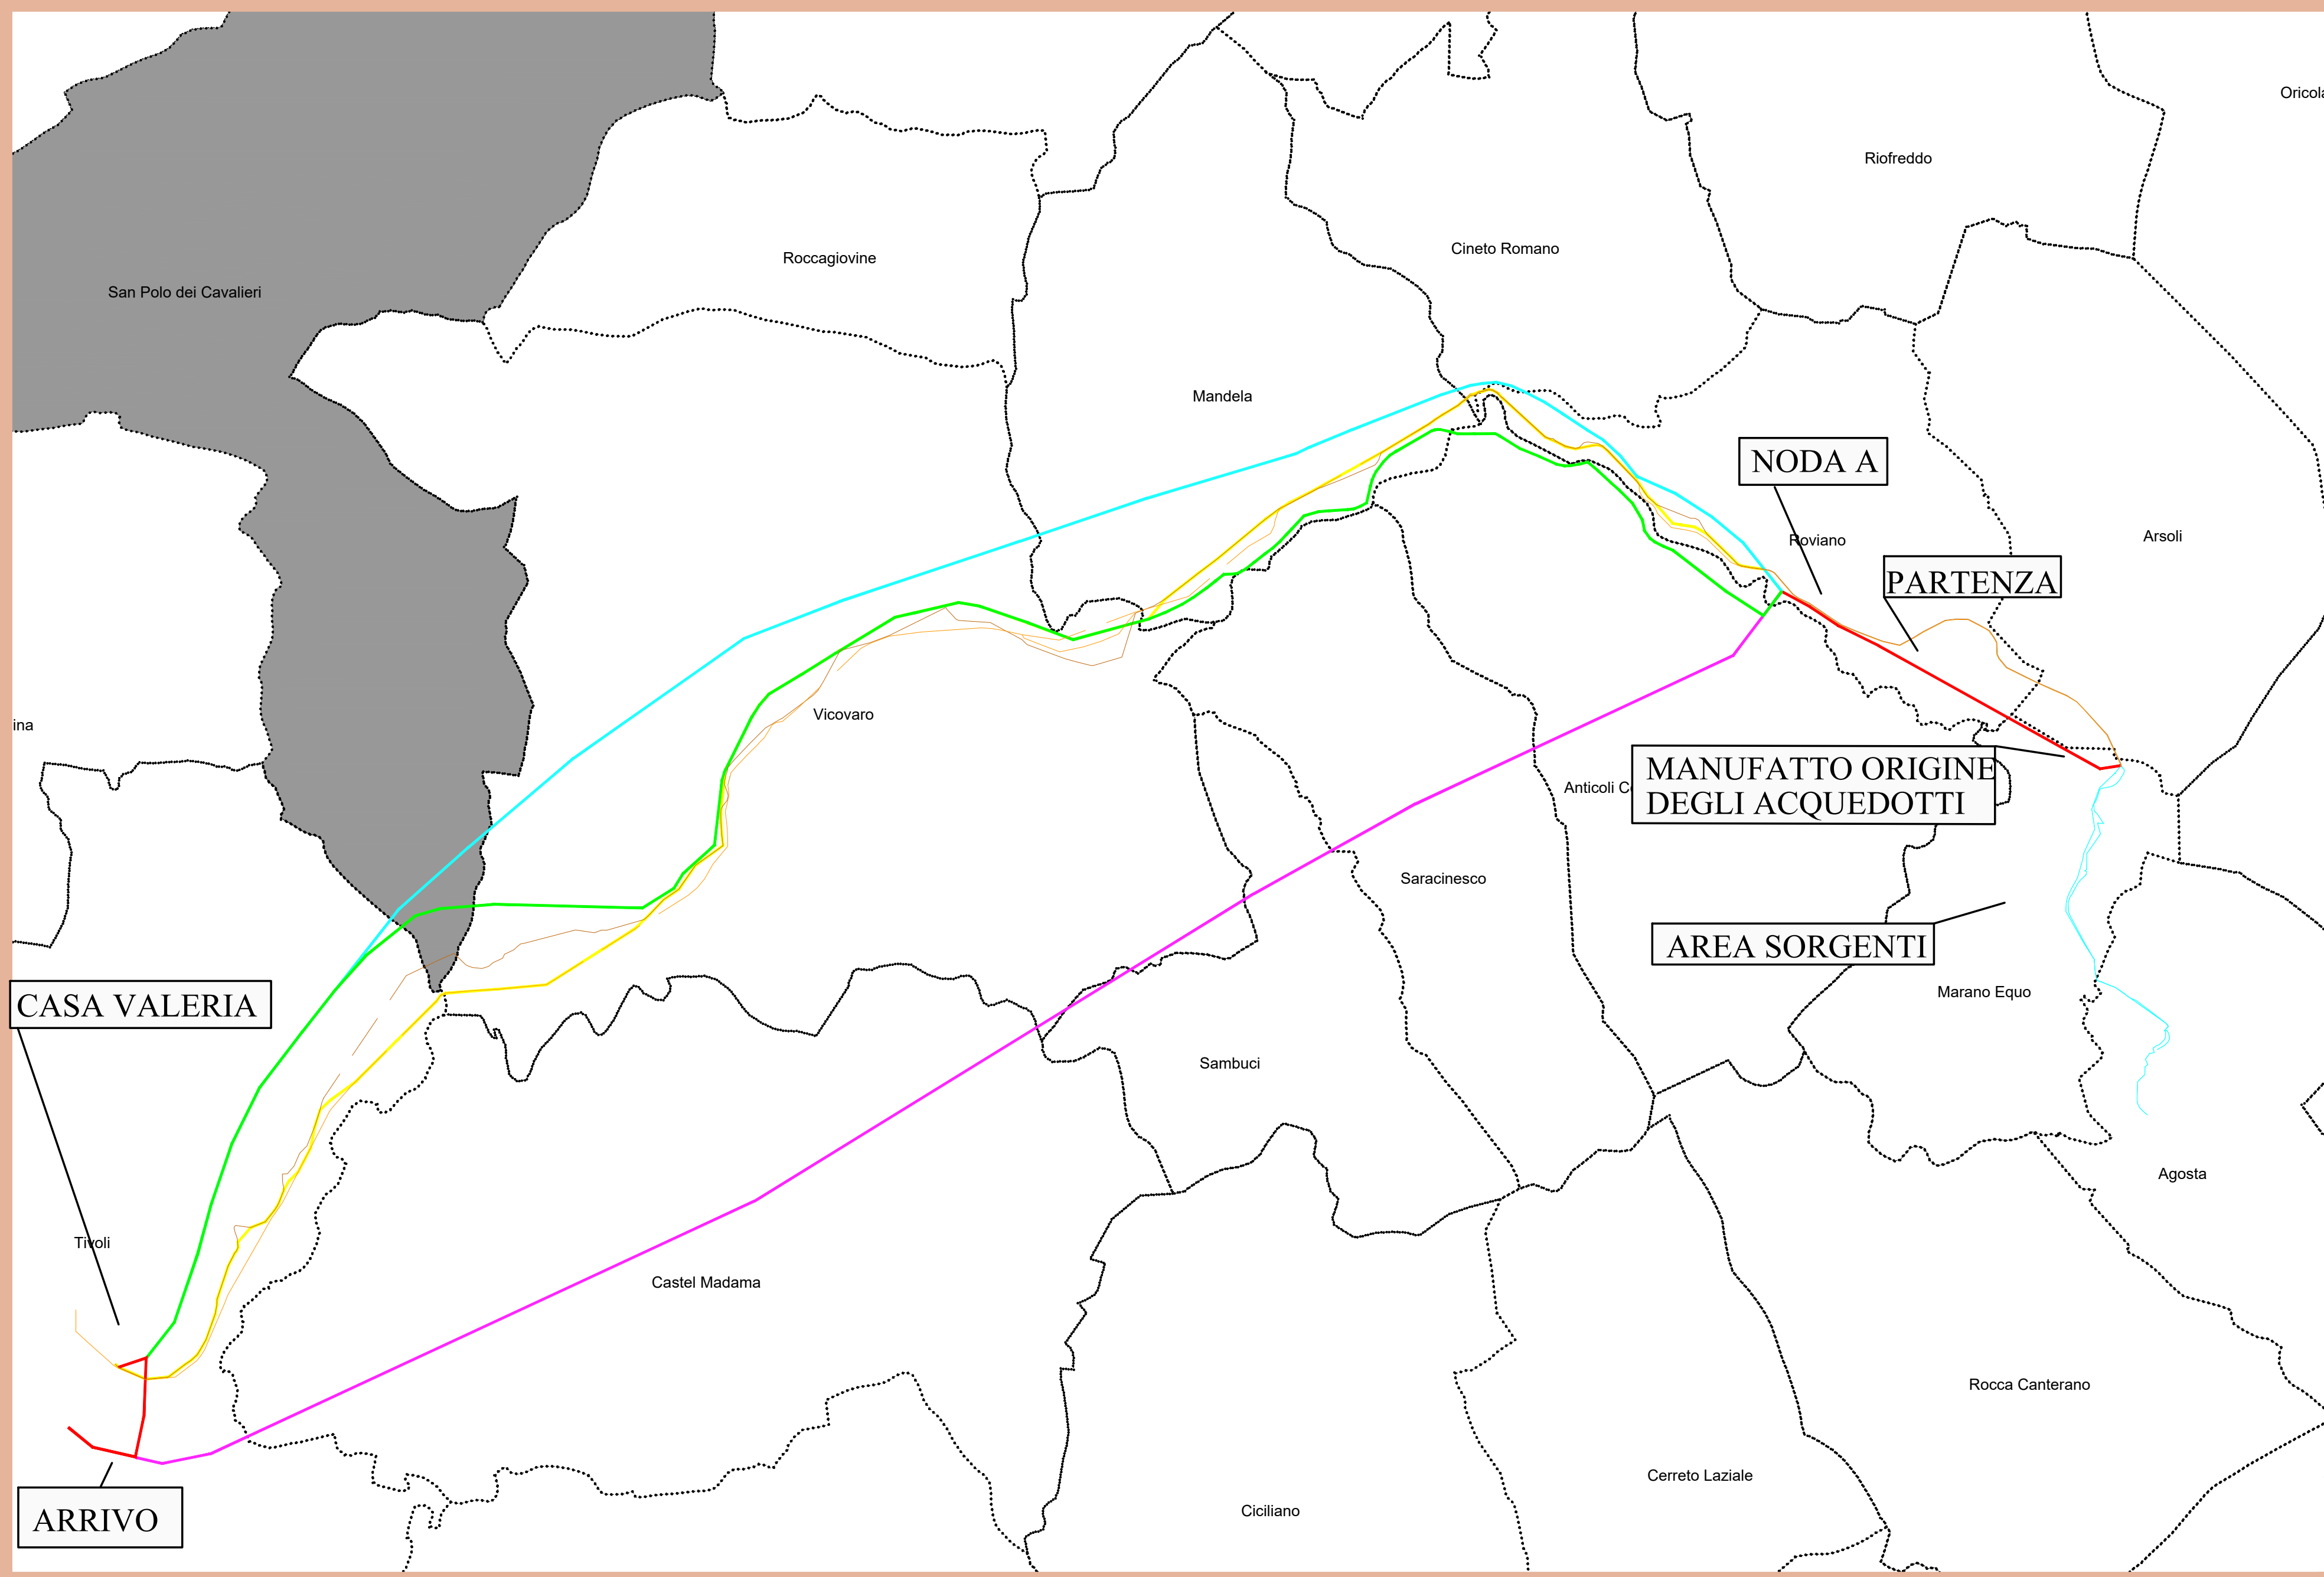 Oricola
Riofreddo
Cineto Romano
Roccagiovine
San Polo dei Cavalieri
Mandela
NODA A
Roviano
Arsoli
PARTENZA
Vicovaro
ina
MANUFATTO ORIGINE
DEGLI ACQUEDOTTI
Anticoli C
Saracinesco
AREA SORGENTI
Marano Equo
CASA VALERIA
Sambuci
Agosta
Tivoli
Castel Madama
Rocca Canterano
Cerreto Laziale
Ciciliano
ARRIVO